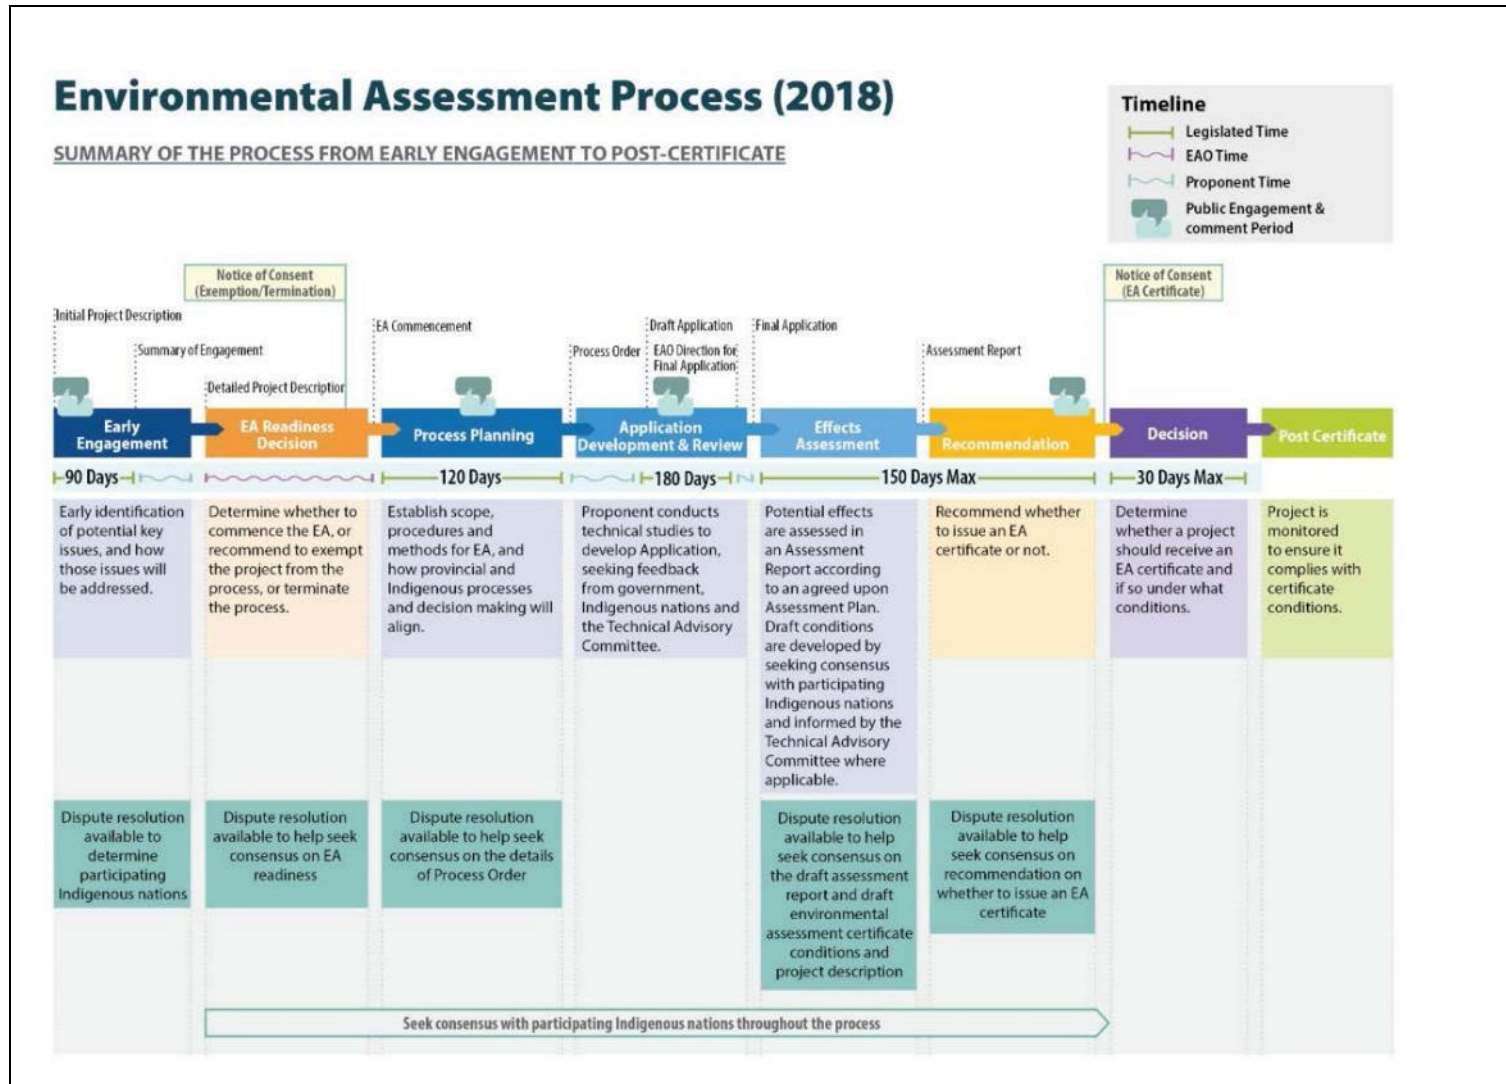 Environmental Assessment Process (2018)
SUMMARY OF THE PROCESS FROM EARLY ENGAGEMENT TO POST-CERTIFICATE
Timeline
Legislated Time
EAO Time
Proponent Time
Public Engagement &
comment Period
Notice of Consent
(Exemption/Termination)
Notice of Consent
(EA Certificate)
Initial Project Description
Summary of Engagement
Detailed Project Description
EA Commencement
Process Order
Draft Application
EAO Direction for
Final Application
Final Application
Assessment Report
Early
Engagement
EA Readiness
Decision
Process Planning
Application
Development & Review
Effects
Assessment
Recommendation
Decision
Post Certificate
90 Days
120 Days
180 Days
150 Days Max
30 Days Max
Early identification
of potential key
issues, and how
those issues will
be addressed.
Determine whether to
commence the EA, or
recommend to exempt
the project from the
process, or terminate
the process.
Establish scope,
procedures and
methods for EA, and
how provincial and
Indigenous processes
and decision making will
align.
Proponent conducts
technical studies to
develop Application,
seeking feedback
from government,
Indigenous nations and
the Technical Advisory
Committee.
Potential effects
are assessed in
an Assessment
Report according
to an agreed upon
Assessment Plan.
Draft conditions
are developed by
seeking consensus
with participating
Indigenous nations
and informed by the
Technical Advisory
Committee where
applicable.
Recommend whether
to issue an EA
certificate or not.
Determine
whether a project
should receive an
EA certificate and
if so under what
conditions.
Project is
monitored
to ensure it
complies with
certificate
conditions.
Dispute resolution
available to
determine
participating
Indigenous nations
Dispute resolution
available to help seek
consensus on EA
readiness
Dispute resolution
available to help seek
consensus on the details
of Process Order
Dispute resolution
available to help
seek consensus on
the draft assessment
report and draft
environmental
assessment certificate
conditions and
project description
Dispute resolution
available to help
seek consensus on
recommendation on
whether to issue an EA
certificate
Seek consensus with participating Indigenous nations throughout the process